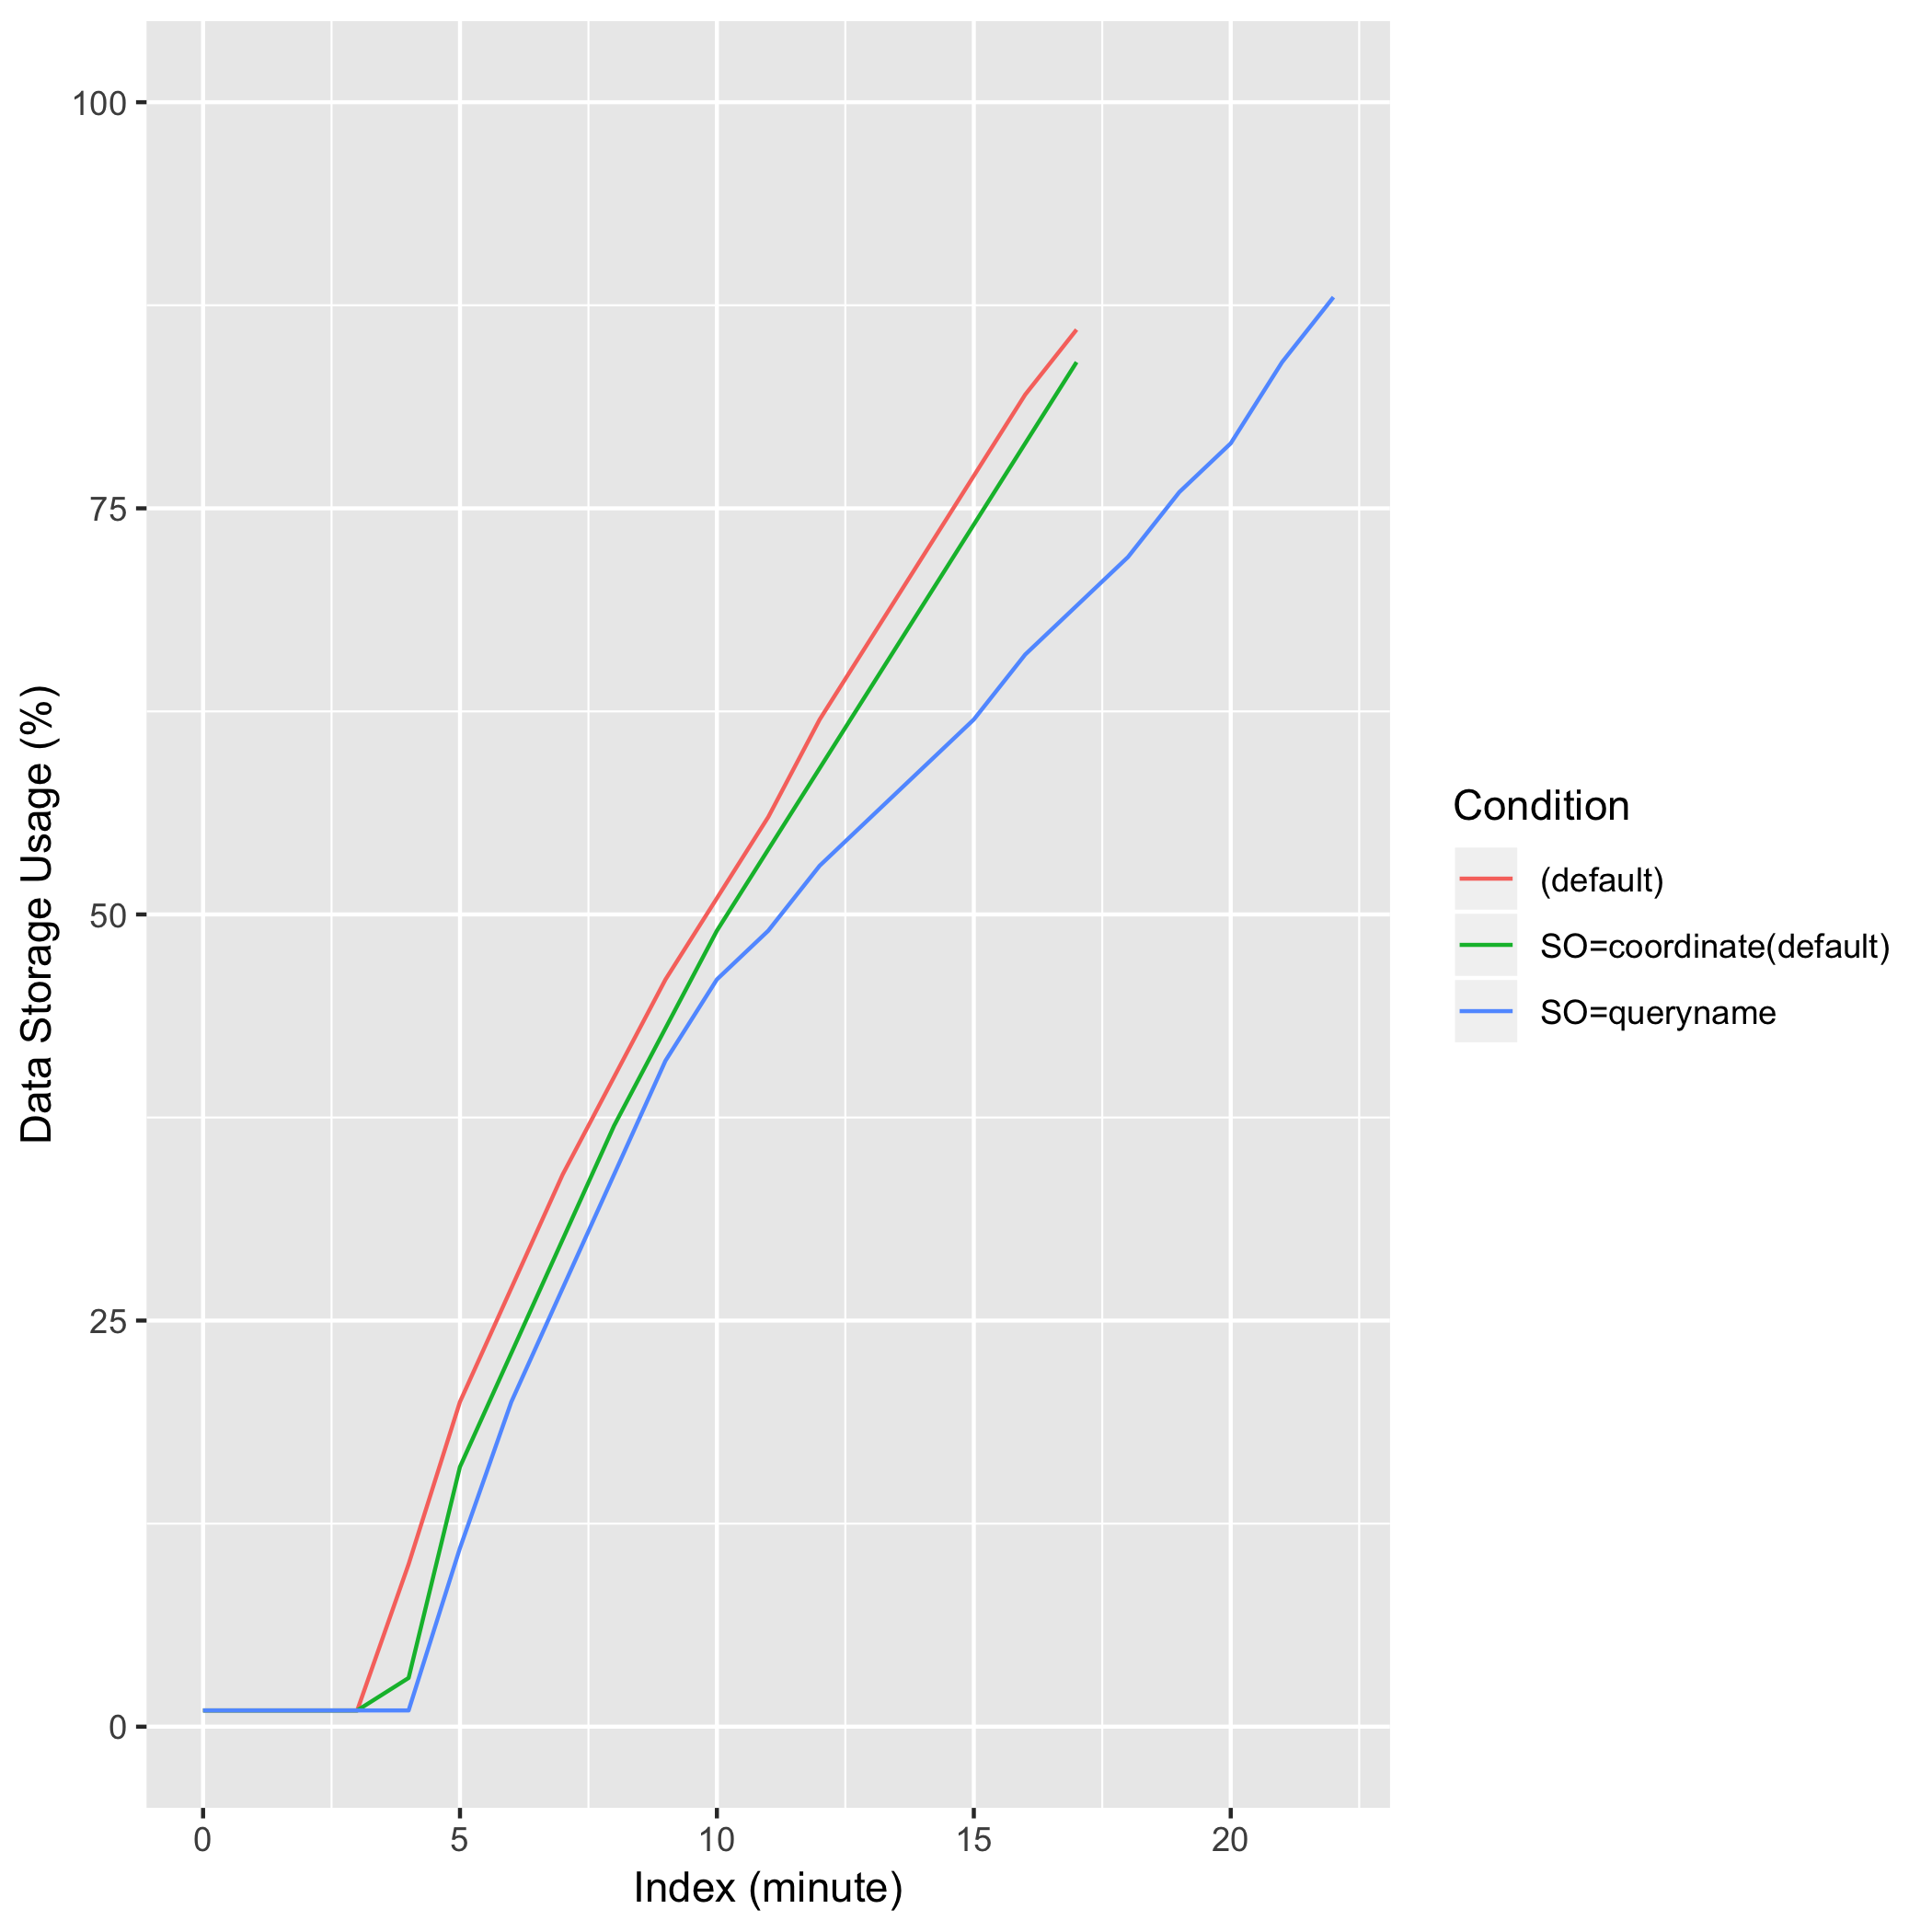 100
75
50
25
0
Data Storage Usage (%)
0 5 10 15 20
Index (minute)
Condition
(default)
SO=coordinate(default)
SO=queryname